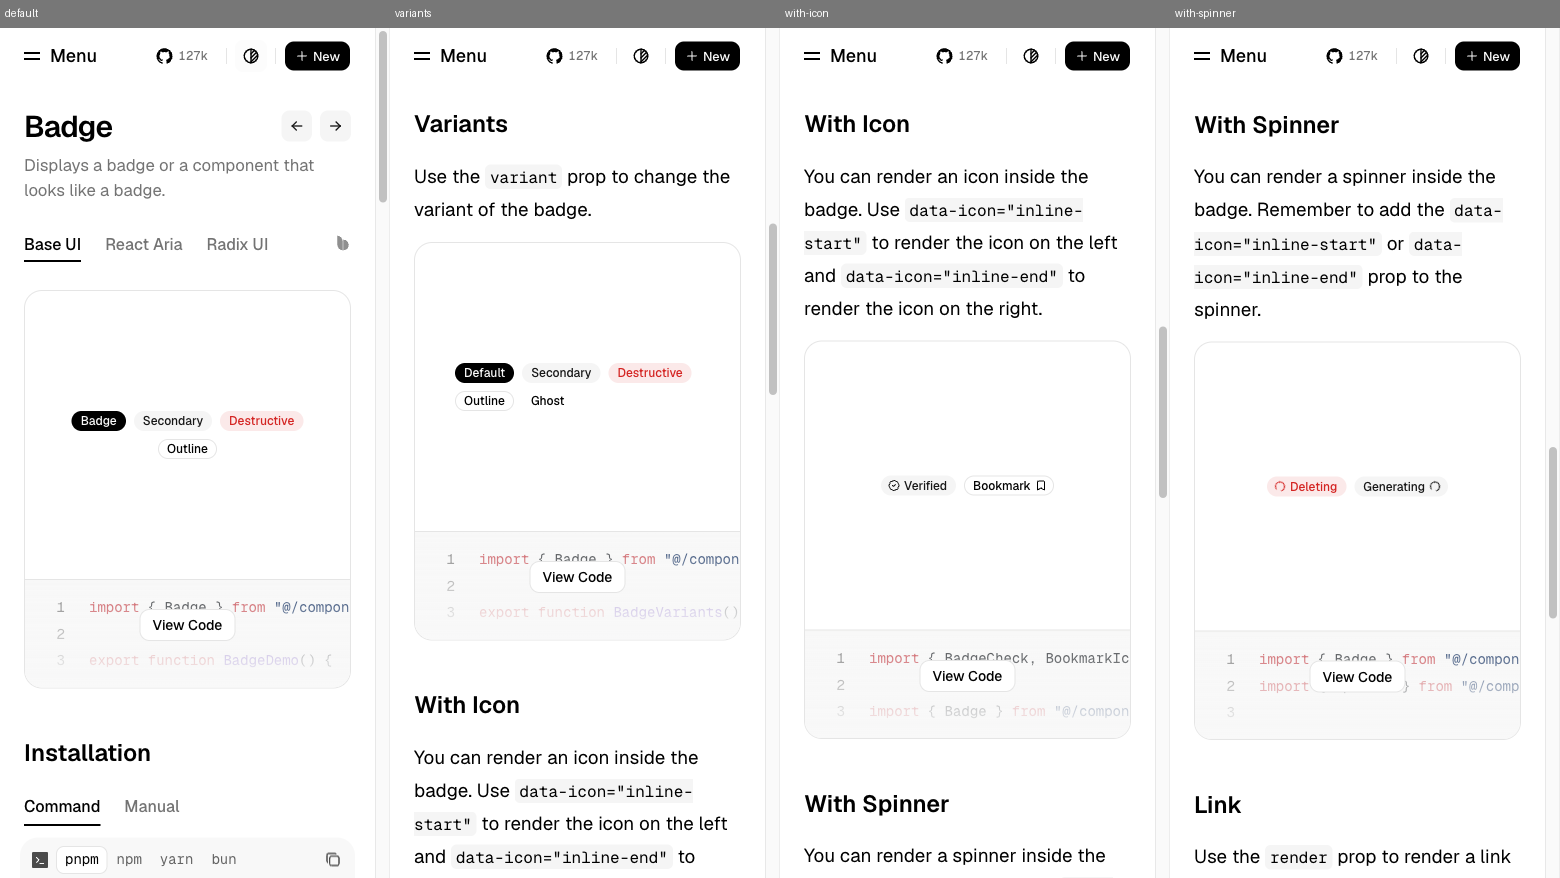 default
Menu
127k
New
Badge
Displays a badge or a component that
looks like a badge.
Base UI React Aria Radix UI
Badge Secondary Destructive
Outline
1 import { Badge } from "@/compon
View Code
2
3 export function BadgeDemo() {
Installation
Command Manual
pnpm npm yarn bun
variants
Menu
127k
New
Variants
Use the variant prop to change the
variant of the badge.
Default Secondary Destructive
Outline Ghost
1 import { Badge } from "@/compon
View Code
2
3 export function BadgeVariants()
With Icon
You can render an icon inside the
badge. Use data-icon="inline-
start" to render the icon on the left
and data-icon="inline-end" to
with-icon
Menu
127k
New
With Icon
You can render an icon inside the
badge. Use data-icon="inline-
start" to render the icon on the left
and data-icon="inline-end" to
render the icon on the right.
Verified Bookmark
1 import { BadgeCheck, BookmarkIc
View Code
2
3 import { Badge } from "@/compon
With Spinner
You can render a spinner inside the
with-spinner
Menu
127k
New
With Spinner
You can render a spinner inside the
badge. Remember to add the data-
icon="inline-start" or data-
icon="inline-end" prop to the
spinner.
Deleting Generating
1 import { Badge } from "@/compon
View Code
2 import } from "@/comp
3
Link
Use the render prop to render a link